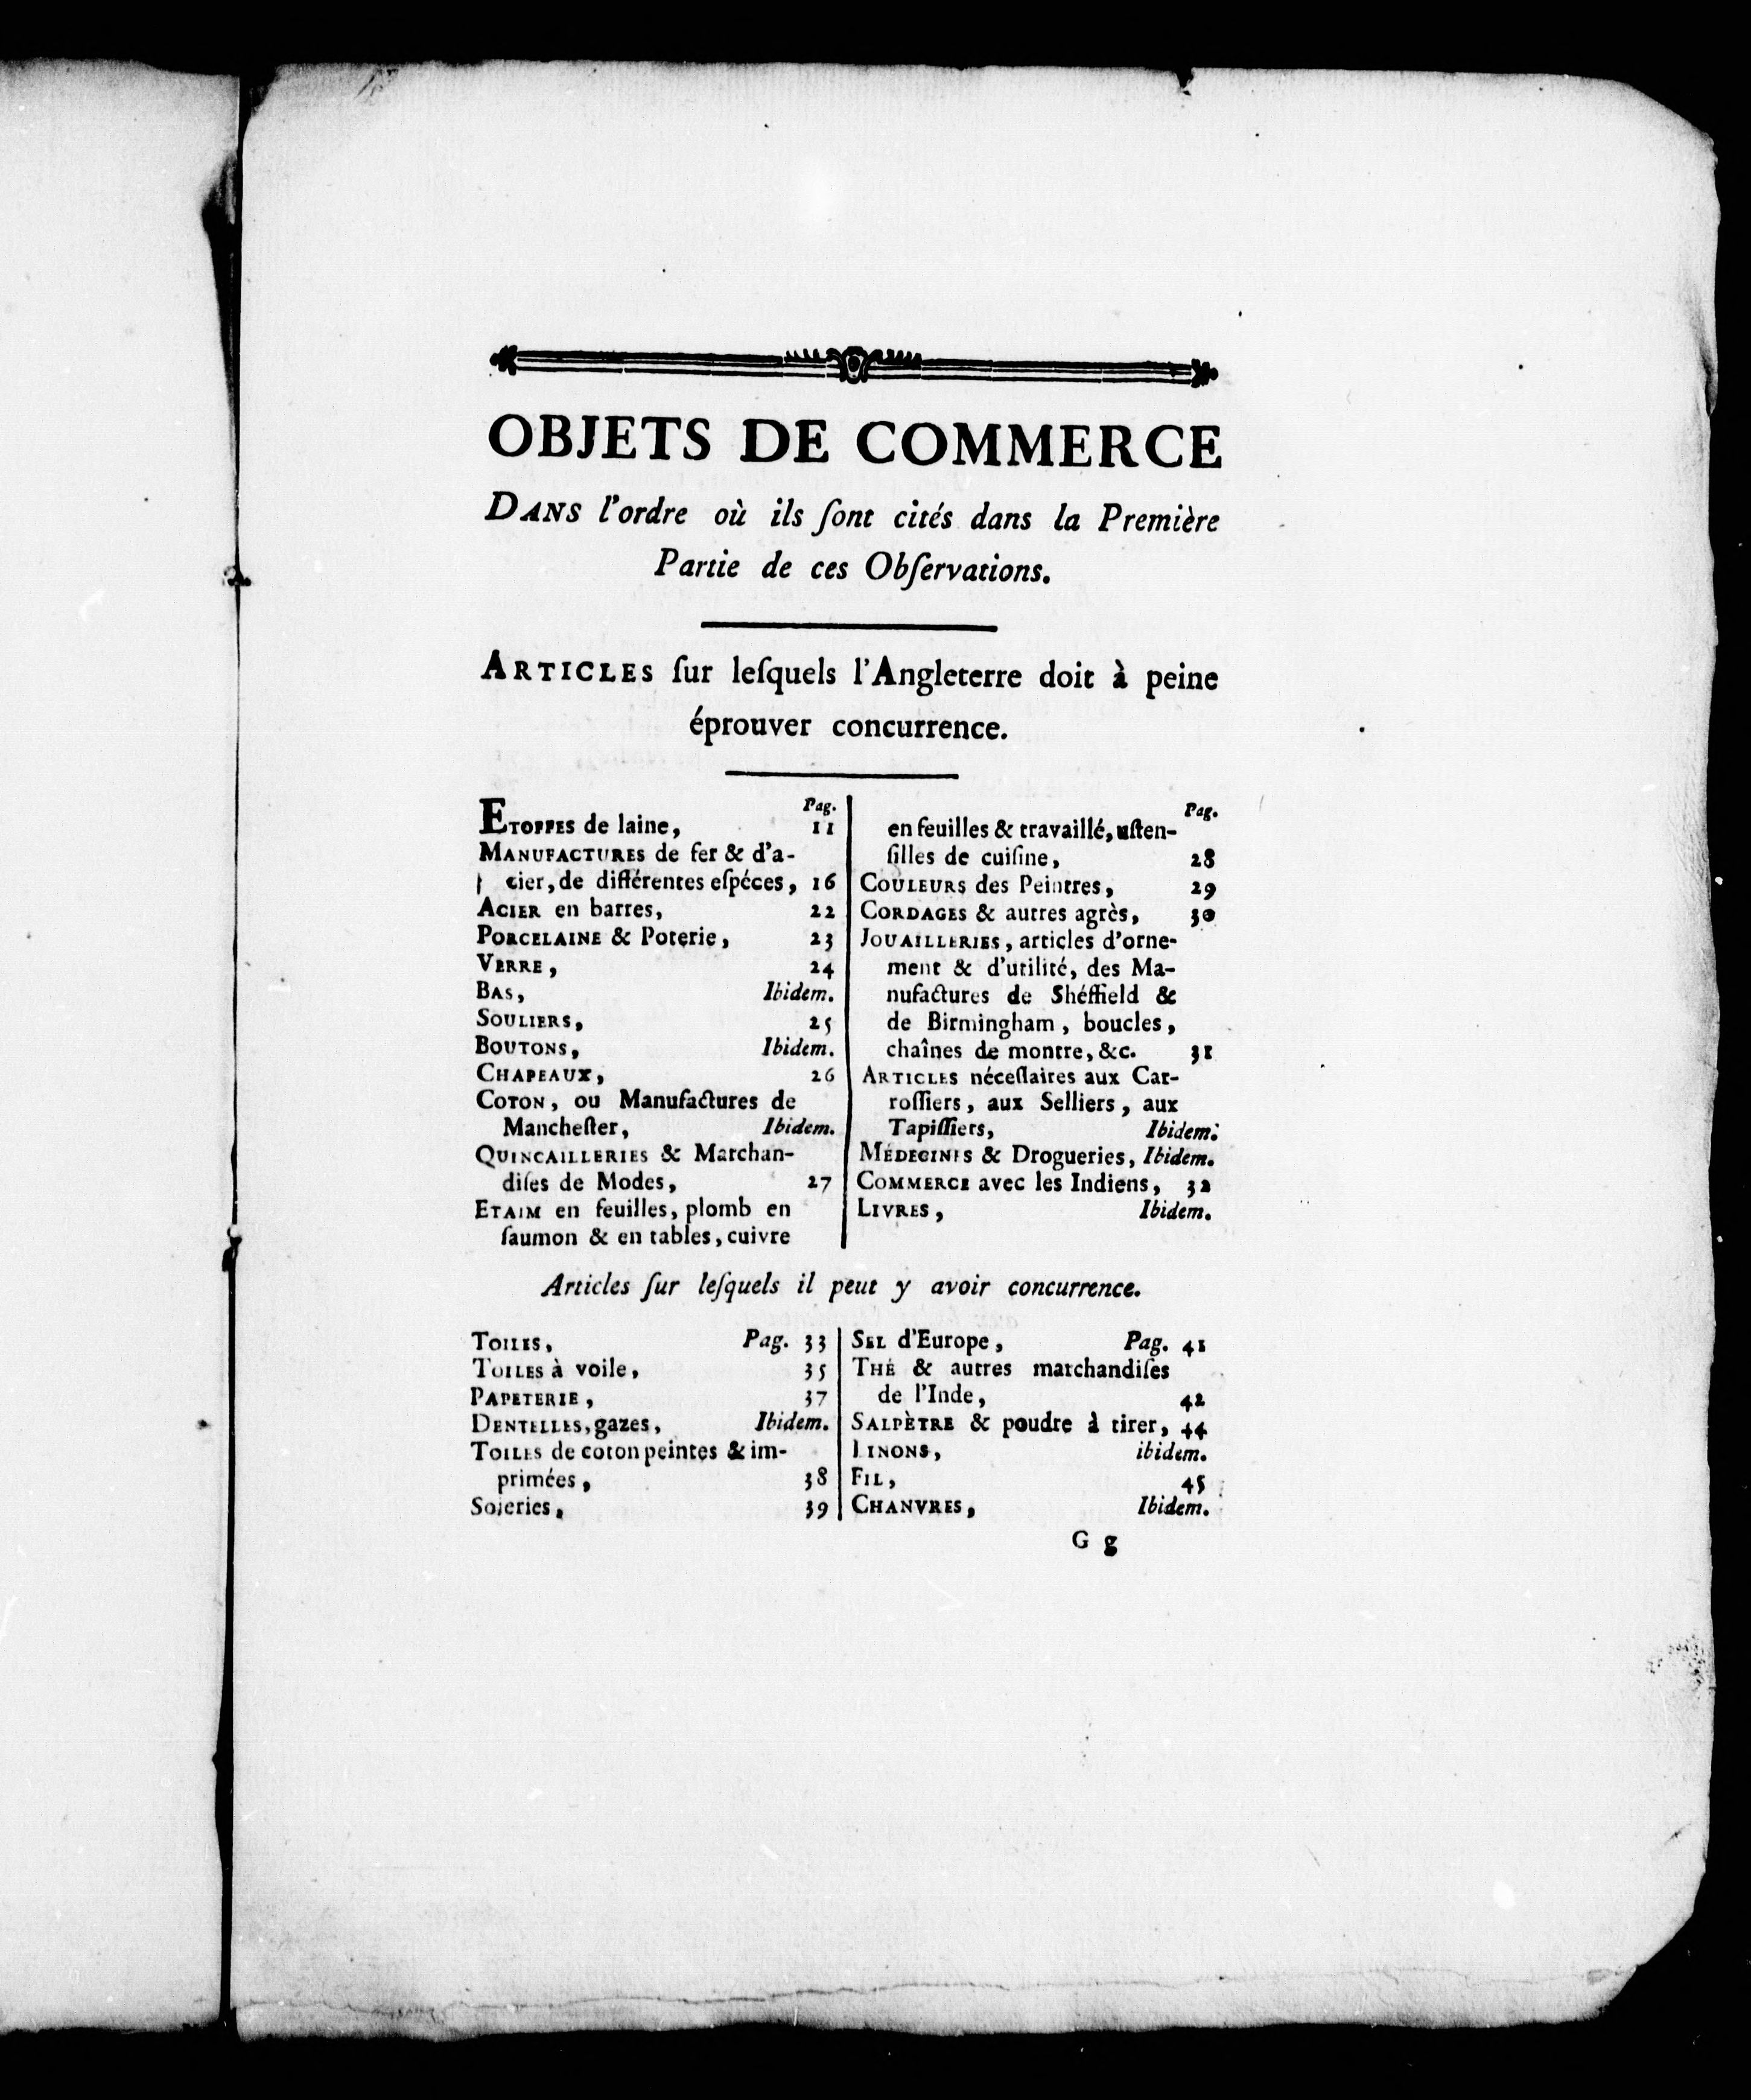 OBJETS DE COMMERCE
DANS l'ordre où ils ſont cités dans la Première
Partie de ces Obſervations.
ARTICLES ſur leſquels l'Angleterre doit à peine
éprouver concurrence.
Pag.
ETOFFES de laine, 11
MANUFACTURES de fer & d'a-
cier, de différentes eſpéces, 16
ACIER en barres, 22
PORCELAINE & Poterie, 23
VERRE, 24
BAS, Ibidem.
SOULIERS, 25
BOUTONS, Ibidem.
CHAPEAUX, 26
COTON, ou Manufactures de
Mancheſter, Ibidem.
QUINCAILLERIES & Marchan-
diſes de Modes, 27
ETAIM en feuilles, plomb en
ſaumon & en tables, cuivre
Pag.
en feuilles & travaillé, uſten-
ſilles de cuiſine, 28
COULEURS des Peintres, 29
CORDAGES & autres agrès, 30
JOUAILLERIES, articles d'orne-
ment & d'utilité, des Ma-
nufactures de Shéffield &
de Birmingham, boucles,
chaînes de montre, &c. 31
ARTICLES néceſſaires aux Car-
roſſiers, aux Selliers, aux
Tapiſſiers, Ibidem.
MÉDECINES & Drogueries, Ibidem.
COMMERCE avec les Indiens, 32
LIVRES, Ibidem.
Articles ſur leſquels il peut y avoir concurrence.
TOILES, Pag. 33
TOILES à voile, 35
PAPETERIE, 37
DENTELLES, gazes, Ibidem.
TOILES de coton peintes & im-
primées, 38
Soieries, 39
SEL d'Europe, Pag. 41
THÉ & autres marchandiſes
de l'Inde, 42
SALPÈTRE & poudre à tirer, 44
LINONS, ibidem.
FIL, 45
CHANVRES, Ibidem.
G g